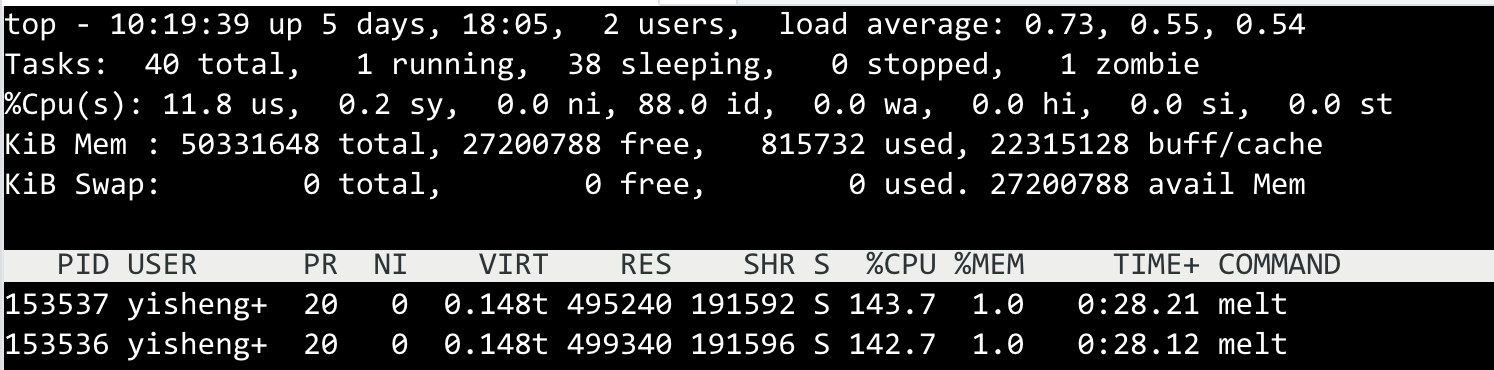 top - 10:19:39 up 5 days, 18:05,  2 users,  load average: 0.73, 0.55, 0.54
Tasks:  40 total,   1 running,  38 sleeping,   0 stopped,   1 zombie
%Cpu(s): 11.8 us,  0.2 sy,  0.0 ni, 88.0 id,  0.0 wa,  0.0 hi,  0.0 si,  0.0 st
KiB Mem : 50331648 total, 27200788 free,   815732 used, 22315128 buff/cache
KiB Swap:        0 total,        0 free,        0 used. 27200788 avail Mem
   PID USER      PR  NI    VIRT    RES    SHR S  %CPU %MEM     TIME+ COMMAND
153537 yisheng+  20   0  0.148t 495240 191592 S 143.7  1.0   0:28.21 melt
153536 yisheng+  20   0  0.148t 499340 191596 S 142.7  1.0   0:28.12 melt